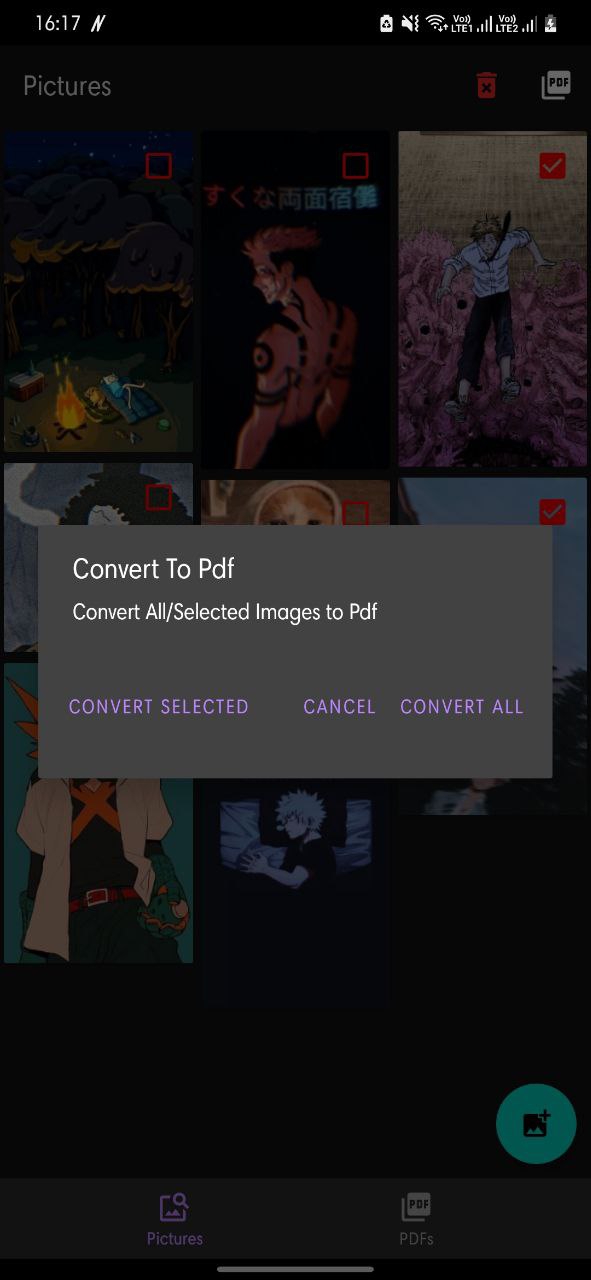 16:17
Vo)) LTE1
Vo)) LTE2
Pictures
PDF
すくな両面宿儺
Convert To Pdf
Convert All/Selected Images to Pdf
CONVERT SELECTED
CANCEL
CONVERT ALL
PDF
Pictures
PDFs